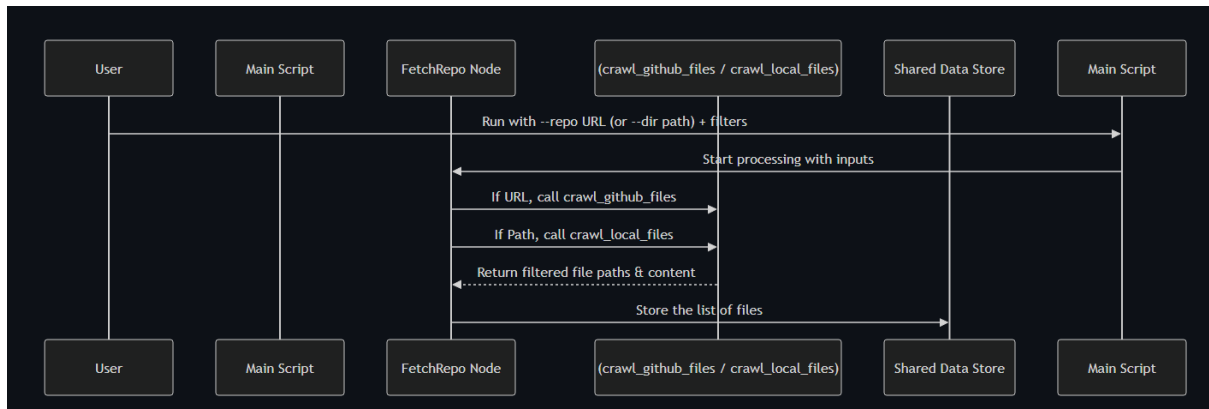 User
Main Script
FetchRepo Node
(crawl_github_files / crawl_local_files)
Shared Data Store
Main Script
Run with --repo URL (or --dir path) + filters
Start processing with inputs
If URL, call crawl_github_files
If Path, call crawl_local_files
Return filtered file paths & content
Store the list of files
User
Main Script
FetchRepo Node
(crawl_github_files / crawl_local_files)
Shared Data Store
Main Script